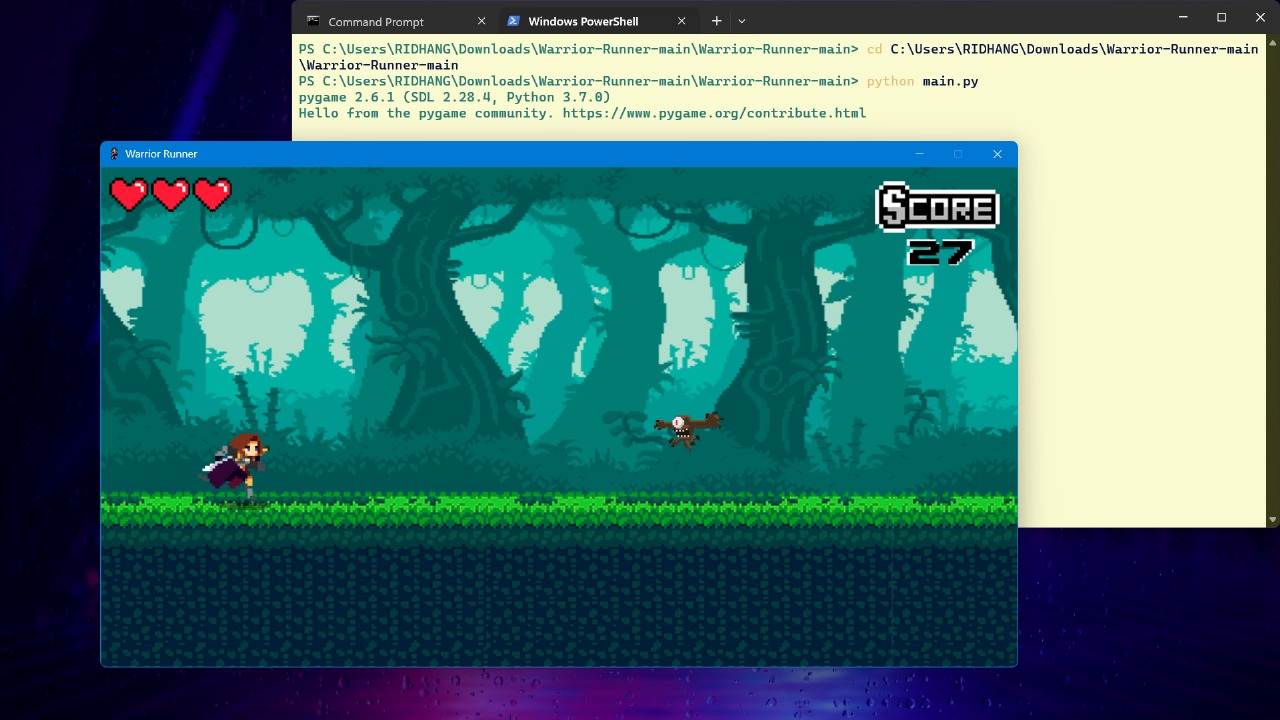 Command Prompt
Windows PowerShell
PS C:\Users\RIDHANG\Downloads\Warrior-Runner-main\Warrior-Runner-main> cd C:\Users\RIDHANG\Downloads\Warrior-Runner-main
\Warrior-Runner-main
PS C:\Users\RIDHANG\Downloads\Warrior-Runner-main\Warrior-Runner-main> python main.py
pygame 2.6.1 (SDL 2.28.4, Python 3.7.0)
Hello from the pygame community. https://www.pygame.org/contribute.html
Warrior Runner
SCORE
27